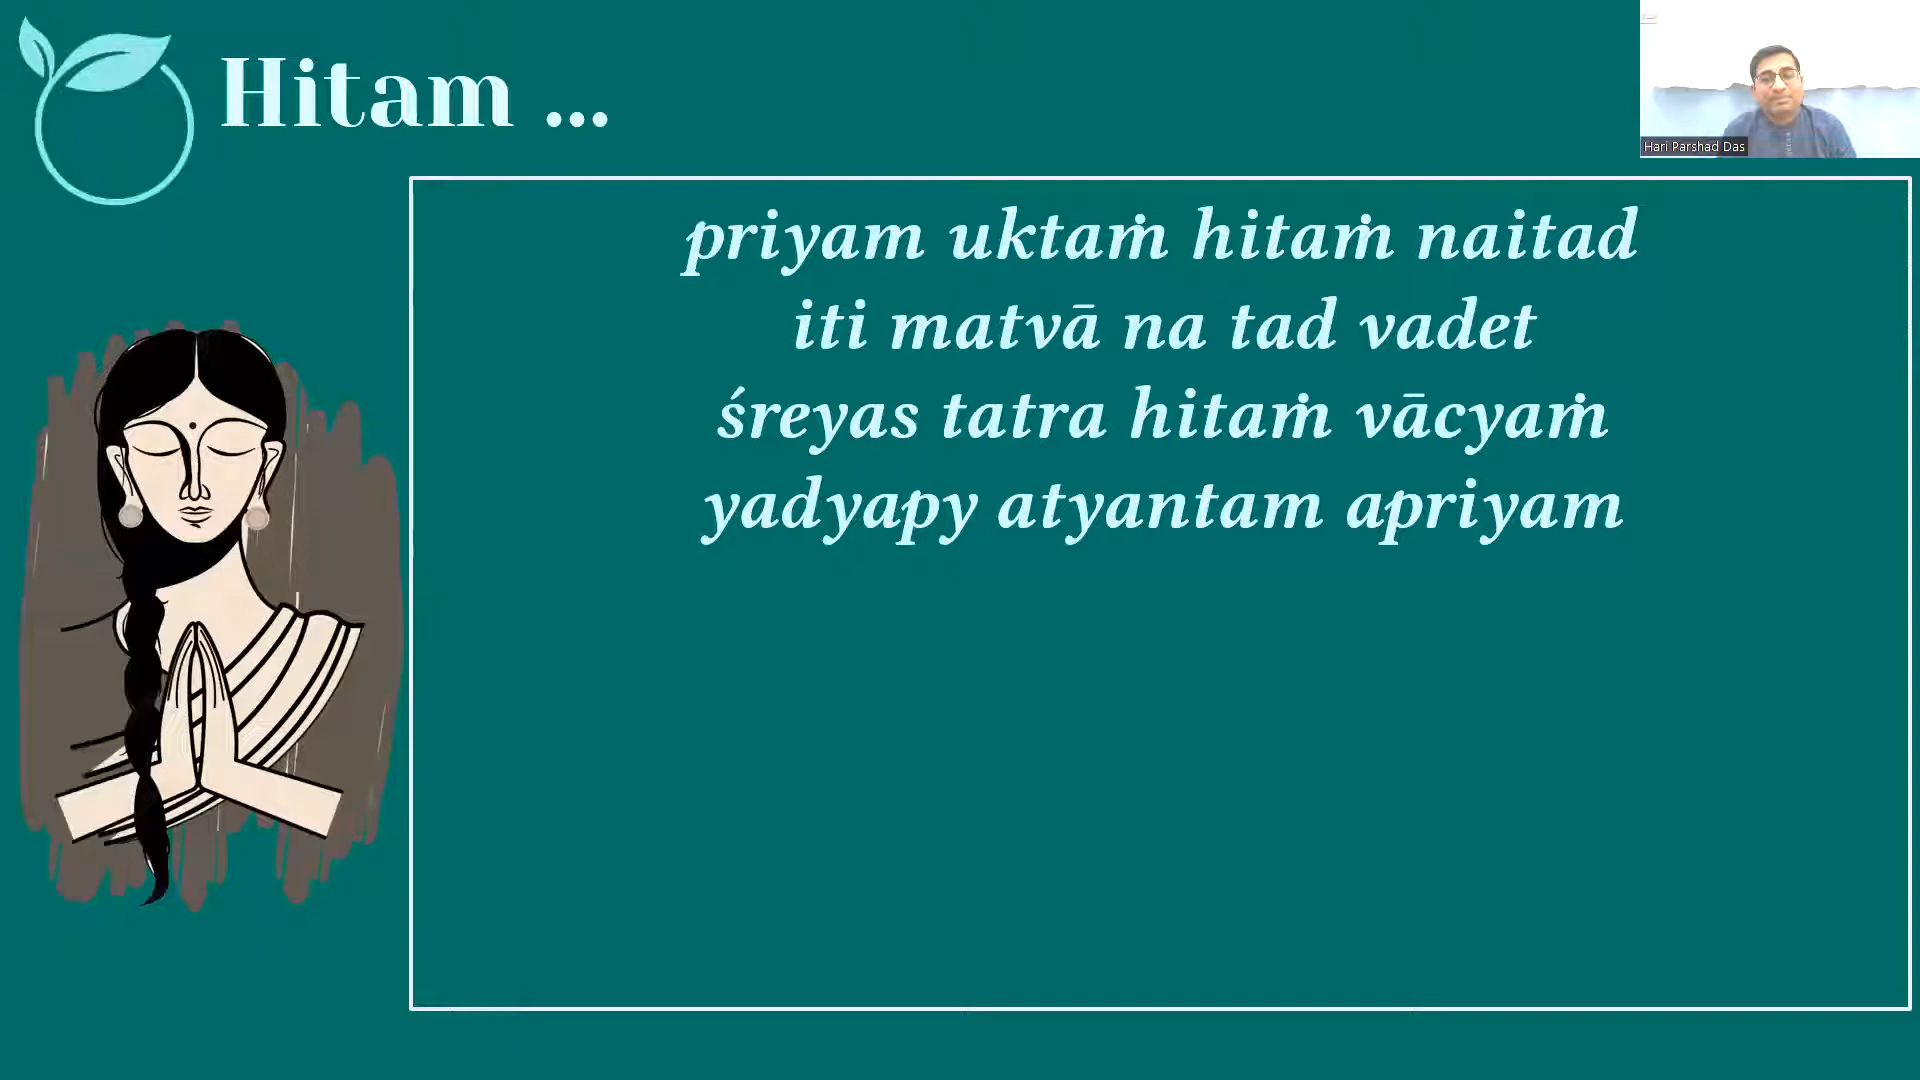 Hitam ...
Hari Parshad Das
priyam uktaṁ hitaṁ naitad
iti matvā na tad vadet
śreyas tatra hitaṁ vācyaṁ
yadyapy atyantam apriyam